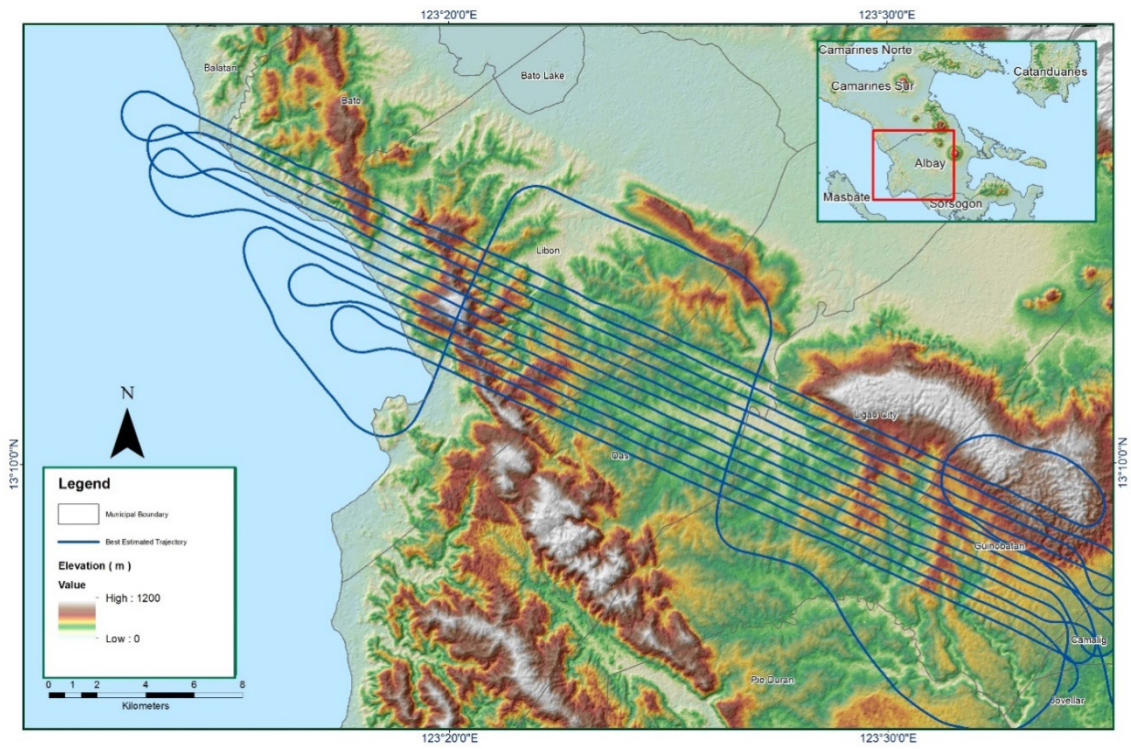 123°20'0"E
123°30'0"E
Camarines Norte
Catanduanes
Camarines Sur
Albay
Masbate
Sorsogon
Balatan
Bato Lake
Bato
Libon
Ligao City
Oas
Guinobatan
Camalig
Pio Duran
Jovellar
13°10'0"N
13°10'0"N
N
Legend
Municipal Boundary
Best Estimated Trajectory
Elevation ( m )
Value
High : 1200
Low : 0
0 1 2 4 6 8
Kilometers
123°20'0"E
123°30'0"E